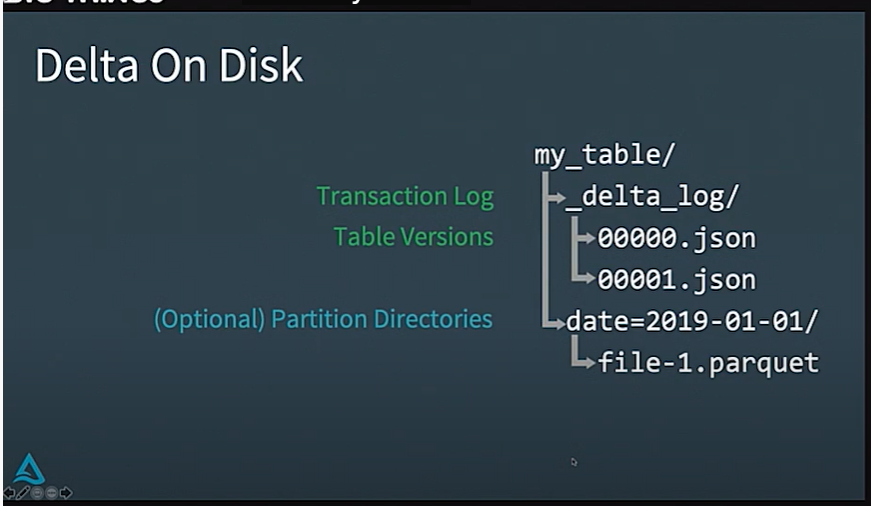 Delta On Disk
my_table/
Transaction Log
_delta_log/
Table Versions
00000.json
00001.json
(Optional) Partition Directories
date=2019-01-01/
file-1.parquet